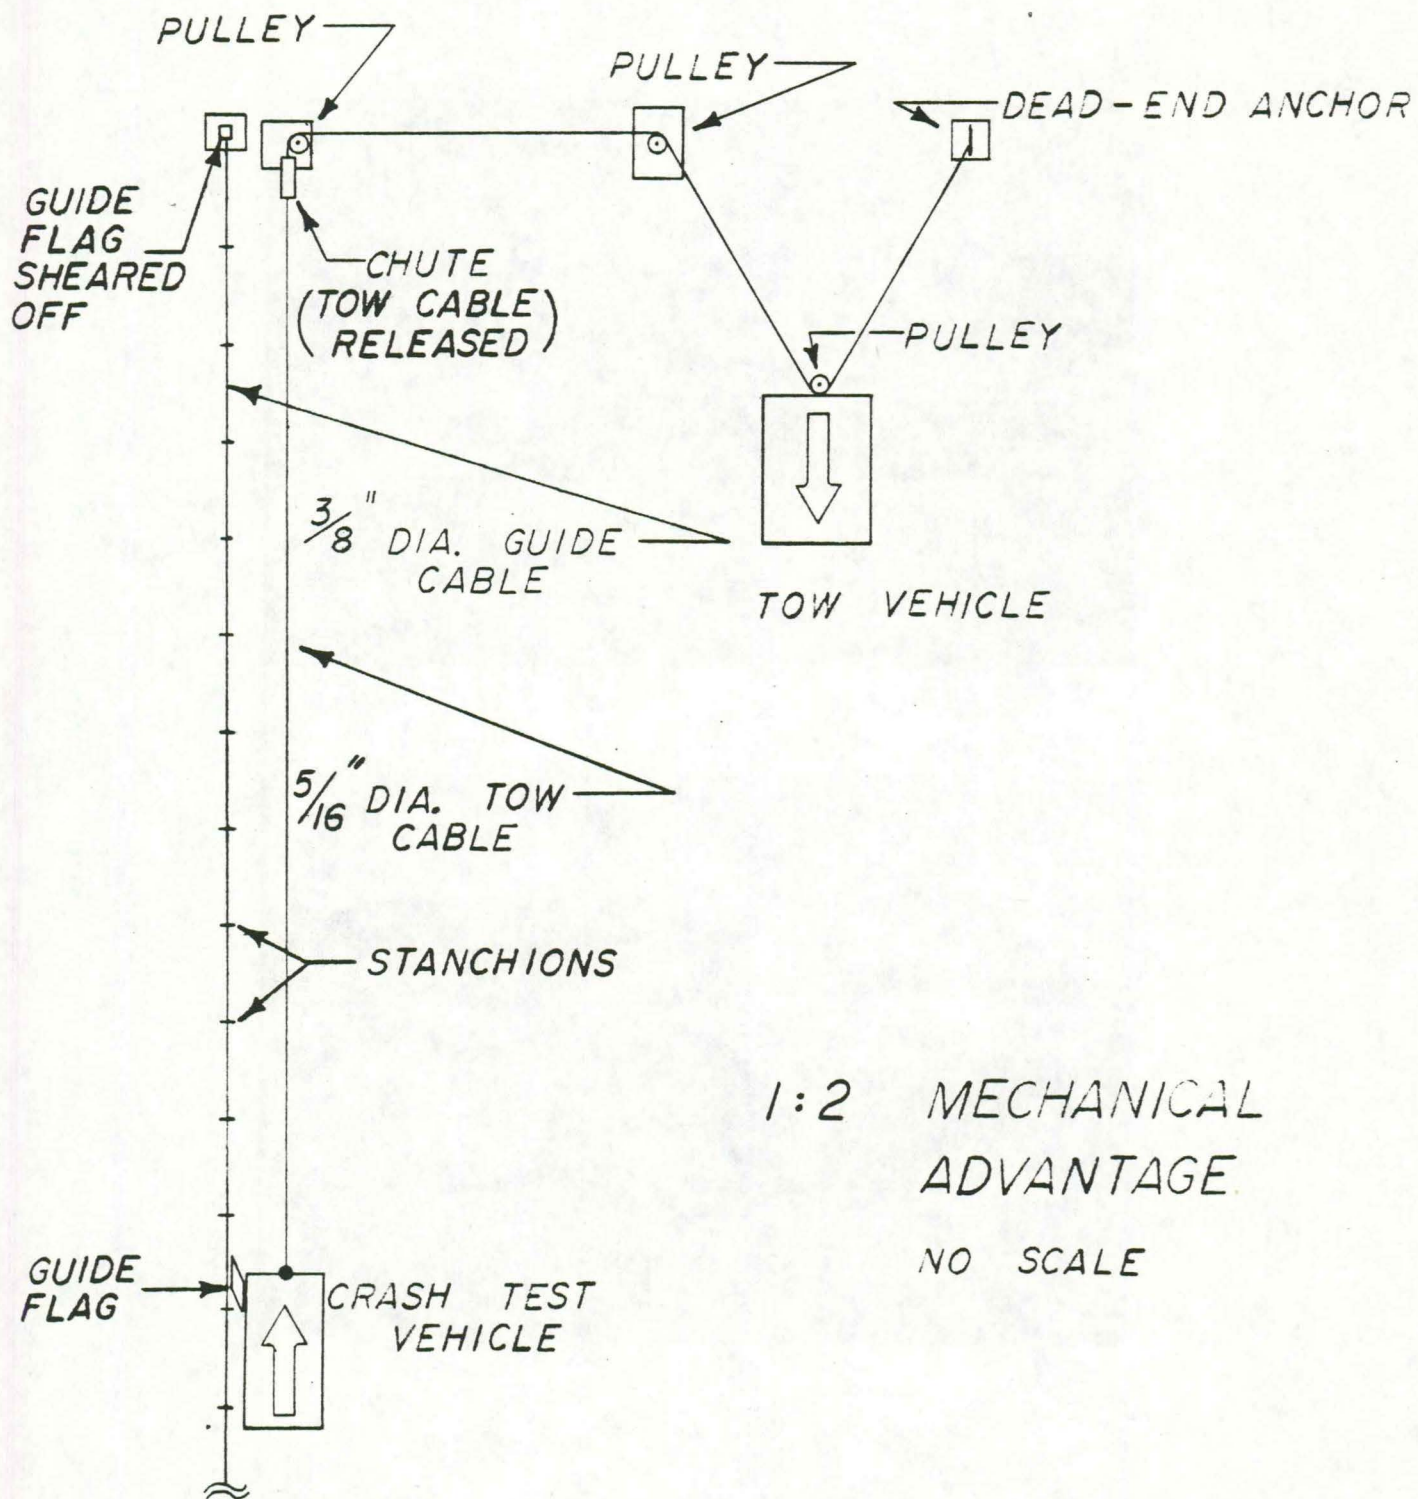 PULLEY
PULLEY
DEAD-END ANCHOR
GUIDE
FLAG
SHEARED
OFF
CHUTE
(TOW CABLE
RELEASED)
PULLEY
3/8" DIA. GUIDE
CABLE
TOW VEHICLE
5/16" DIA. TOW
CABLE
STANCHIONS
1:2 MECHANICAL
ADVANTAGE
NO SCALE
GUIDE
FLAG
CRASH TEST
VEHICLE